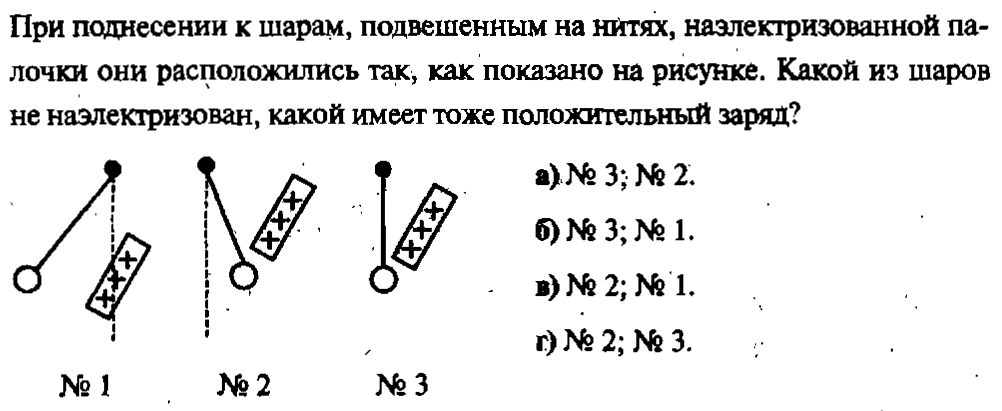 При поднесении к шарам, подвешенным на нитях, наэлектризованной па-
лочки они расположились так, как показано на рисунке. Какой из шаров
не наэлектризован, какой имеет тоже положительный заряд?
а) № 3; № 2.
б) № 3; № 1.
в) № 2; № 1.
г) № 2; № 3.
+++ +++ +++
№ 1 № 2 № 3